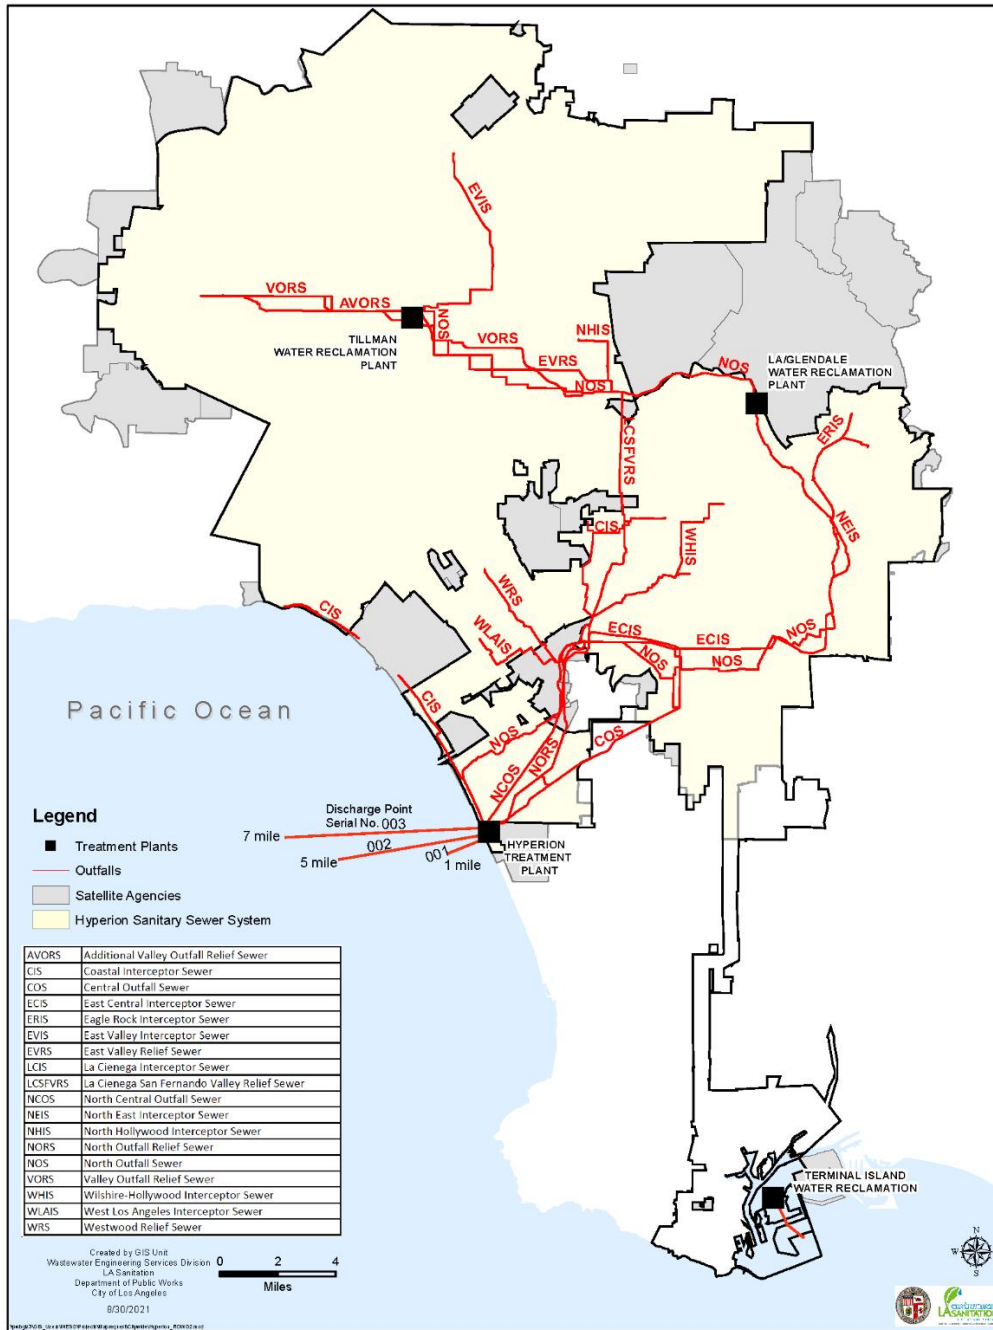 EVIS
VORS
AVORS
NOS
TILLMAN
WATER RECLAMATION
PLANT
VORS
NHIS
EVRS
NOS
NOS
LA/GLENDALE
WATER RECLAMATION
PLANT
LCSFVRS
ERIS
NEIS
LCIS
WHIS
WRS
WLAIS
CIS
ECIS
ECIS
NOS
NOS
NOS
CIS
NOS
COS
NORS
NCOS
Pacific Ocean
Discharge Point
Serial No. 003
7 mile
002
5 mile
001
1 mile
HYPERION
TREATMENT
PLANT
Legend
Treatment Plants
Outfalls
Satellite Agencies
Hyperion Sanitary Sewer System
AVORS Additional Valley Outfall Relief Sewer
CIS Coastal Interceptor Sewer
COS Central Outfall Sewer
ECIS East Central Interceptor Sewer
ERIS Eagle Rock Interceptor Sewer
EVIS East Valley Interceptor Sewer
EVRS East Valley Relief Sewer
LCIS La Cienega Interceptor Sewer
LCSFVRS La Cienega San Fernando Valley Relief Sewer
NCOS North Central Outfall Sewer
NEIS North East Interceptor Sewer
NHIS North Hollywood Interceptor Sewer
NORS North Outfall Relief Sewer
NOS North Outfall Sewer
VORS Valley Outfall Relief Sewer
WHIS Wilshire-Hollywood Interceptor Sewer
WLAIS West Los Angeles Interceptor Sewer
WRS Westwood Relief Sewer
TERMINAL ISLAND
WATER RECLAMATION
Created by GIS Unit
Wastewater Engineering Services Division
LA Sanitation
Department of Public Works
City of Los Angeles
8/30/2021
0 2 4
Miles
N
W E
S
LASANITATION